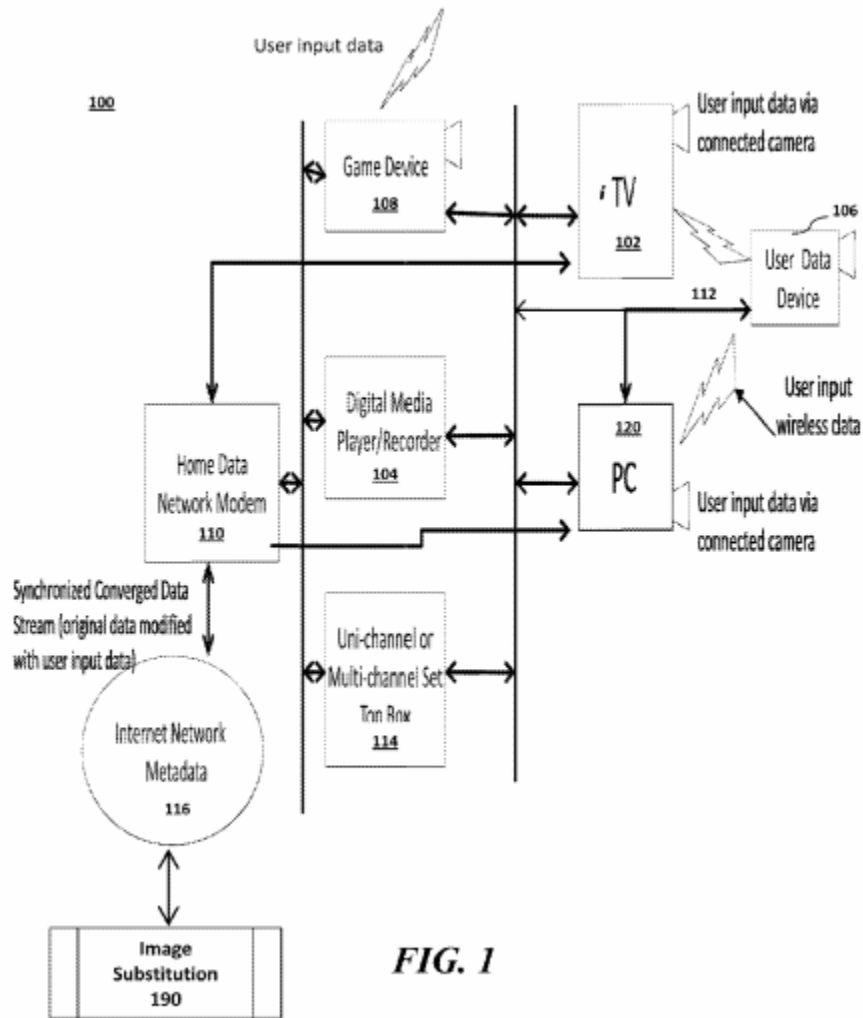 User input data
100
User input data via
connected camera
Game Device
108
i TV
102
106
User Data
Device
112
Digital Media
Player/Recorder
104
User input
wireless data
120
PC
Home Data
Network Modem
110
User input data via
connected camera
Synchronized Converged Data
Stream (original data modified
with user input data)
Uni-channel or
Multi-channel Set
Top Box
114
Internet Network
Metadata
116
Image
Substitution
190
FIG. 1